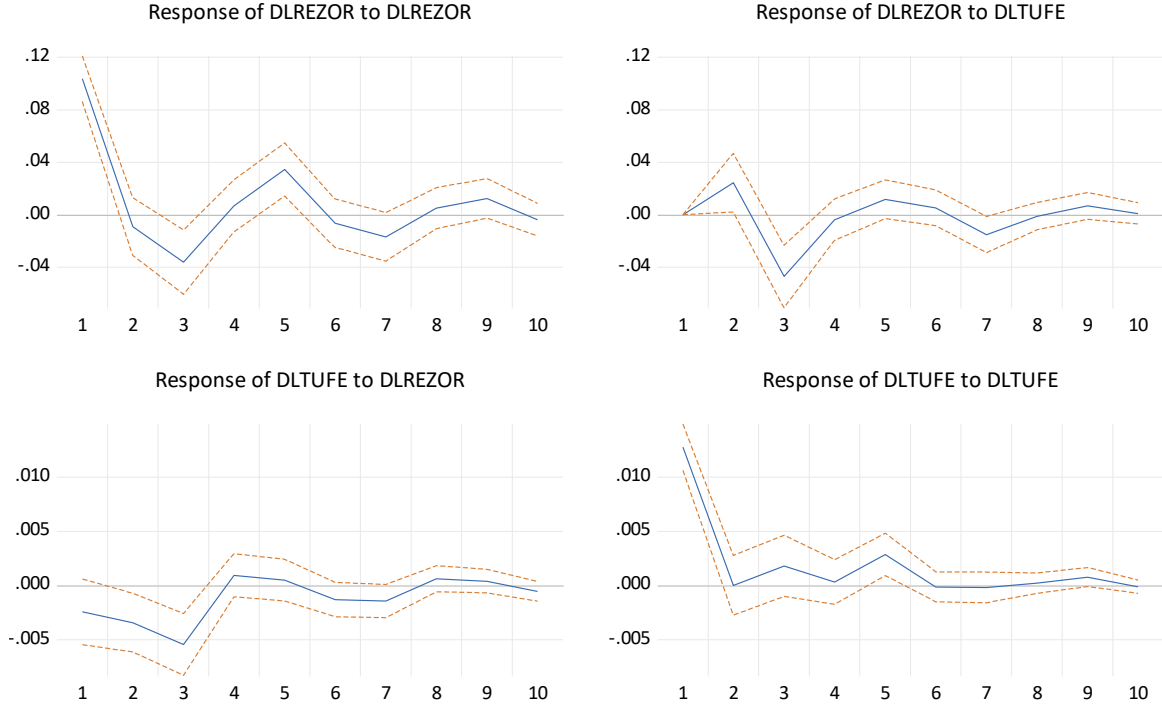 Response of DLREZOR to DLREZOR
.12
.08
.04
.00
-.04
1 2 3 4 5 6 7 8 9 10
Response of DLREZOR to DLTUFE
.12
.08
.04
.00
-.04
1 2 3 4 5 6 7 8 9 10
Response of DLTUFE to DLREZOR
.010
.005
.000
-.005
1 2 3 4 5 6 7 8 9 10
Response of DLTUFE to DLTUFE
.010
.005
.000
-.005
1 2 3 4 5 6 7 8 9 10